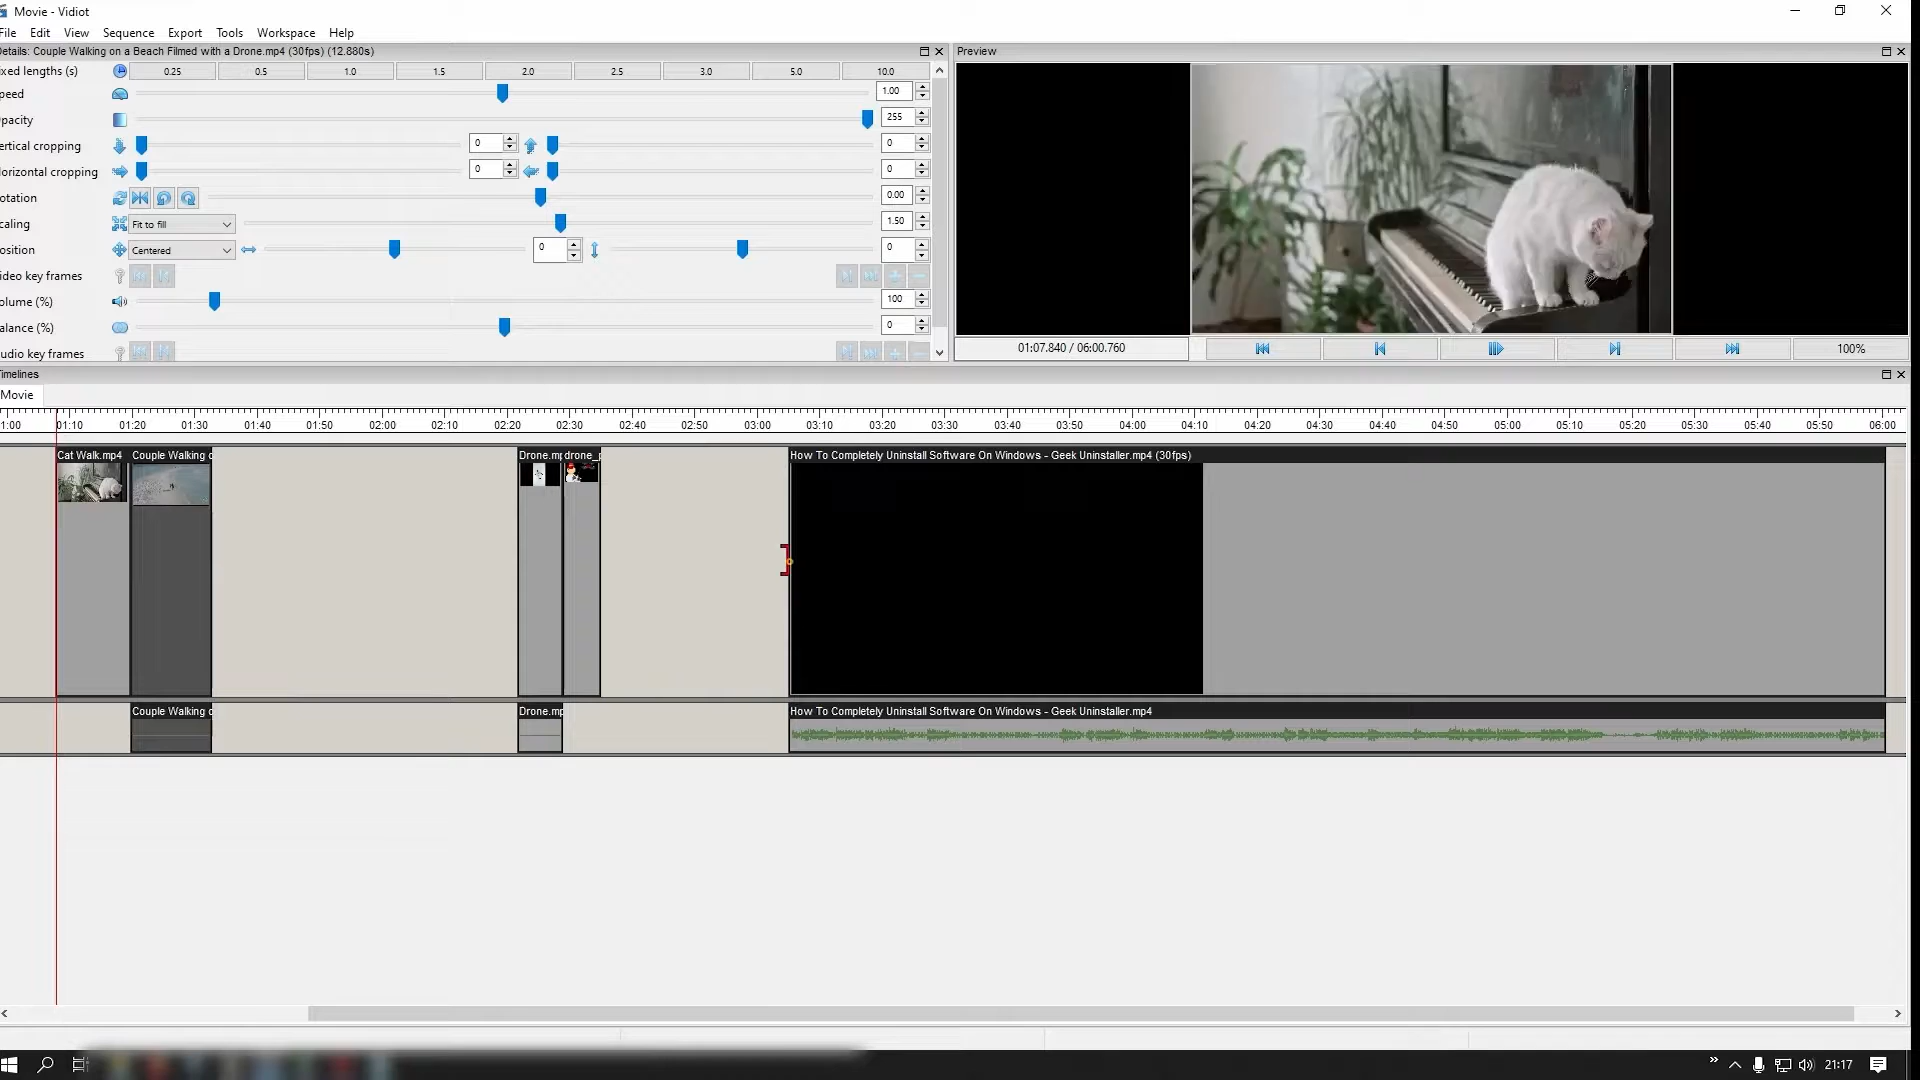 Movie - Vidiot
File Edit View Sequence Export Tools Workspace Help
Details: Couple Walking on a Beach Filmed with a Drone.mp4 (30fps) (12.880s)
Preview
ixed lengths (s) 0.25 0.5 1.0 1.5 2.0 2.5 3.0 5.0 10.0
peed 1.00
pacity 255
ertical cropping 0 0
orizontal cropping 0 0
otation 0.00
caling Fit to fill 1.50
osition Centered 0 0
ideo key frames
olume (%) 100
alance (%) 0
udio key frames
01:07.840 / 06:00.760
100%
imelines
Movie
1:00 01:10 01:20 01:30 01:40 01:50 02:00 02:10 02:20 02:30 02:40 02:50 03:00 03:10 03:20 03:30 03:40 03:50 04:00 04:10 04:20 04:30 04:40 04:50 05:00 05:10 05:20 05:30 05:40 05:50 06:00
Cat Walk.mp4 Couple Walking o Drone.mp drone_p How To Completely Uninstall Software On Windows - Geek Uninstaller.mp4 (30fps)
Couple Walking o Drone.mp How To Completely Uninstall Software On Windows - Geek Uninstaller.mp4
21:17